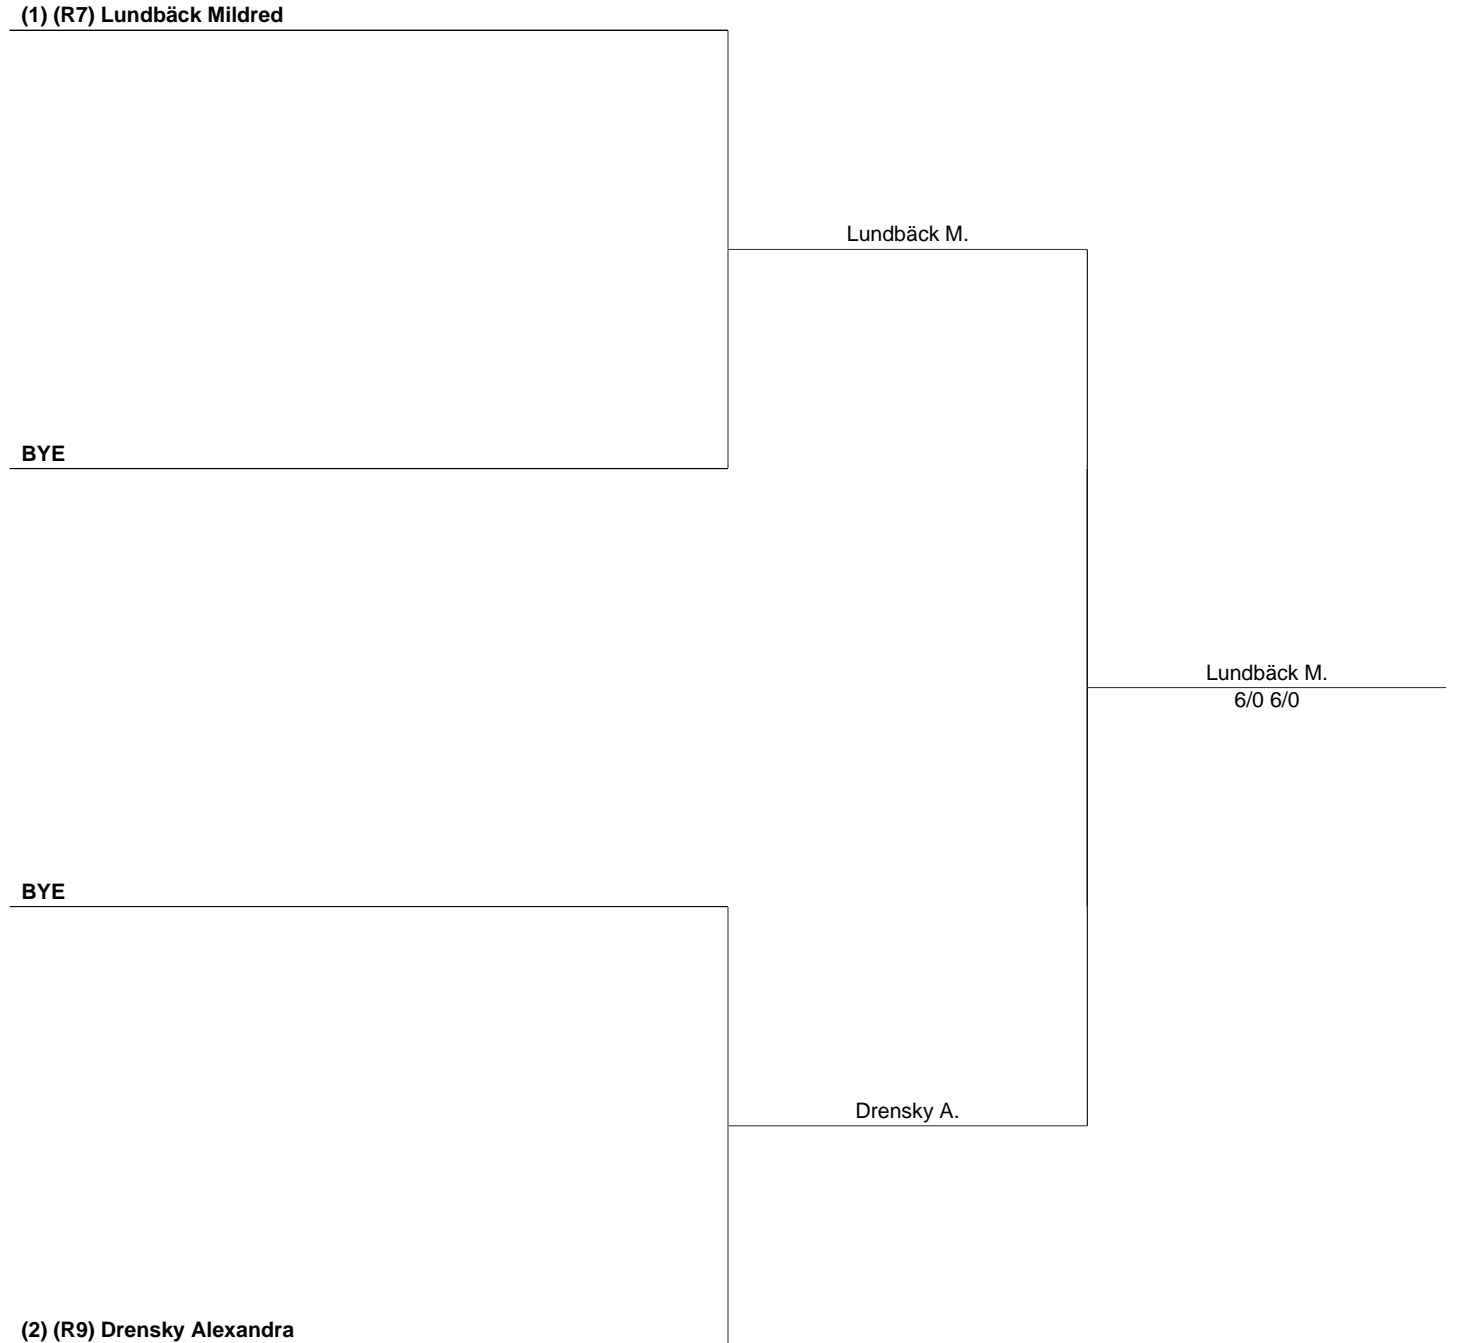 (1) (R7) Lundbäck Mildred
Lundbäck M.
BYE
Lundbäck M.
6/0 6/0
BYE
Drensky A.
(2) (R9) Drensky Alexandra